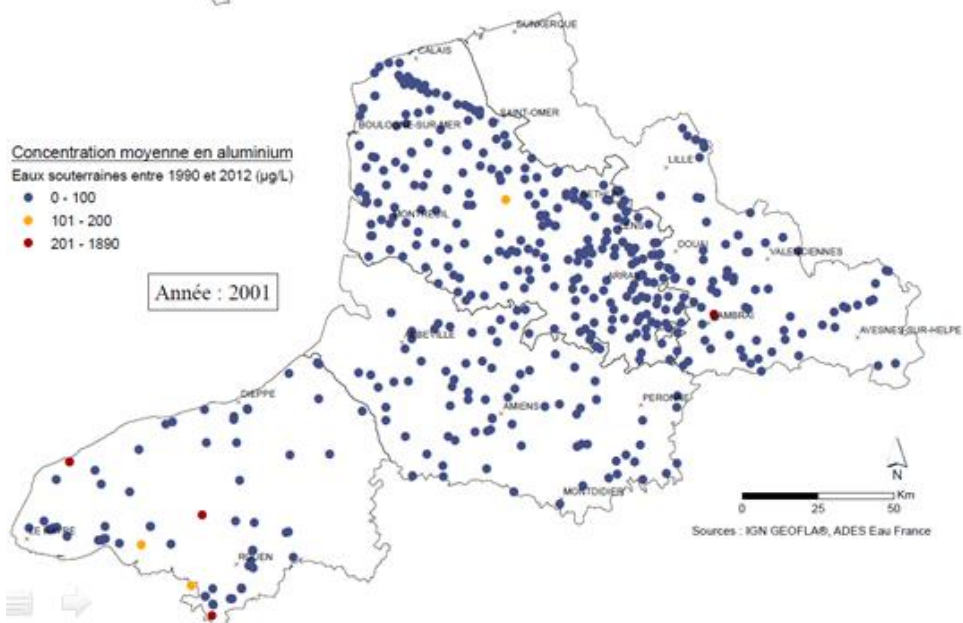 DUNKERQUE
CALAIS
SAINT-OMER
BOULOGNE-SUR-MER
LILLE
Concentration moyenne en aluminium
Eaux souterraines entre 1990 et 2012 (µg/L)
0 - 100
101 - 200
201 - 1890
MONTREUIL
LENS
DOUAI
VALENCIENNES
Année : 2001
CAMBRAI
ABBEVILLE
AVESNES-SUR-HELPE
DIEPPE
AMIENS
PERONNE
MONTDIDIER
N
0 25 50 Km
Sources : IGN GEOFLA®, ADES Eau France
LE HAVRE
ROUEN